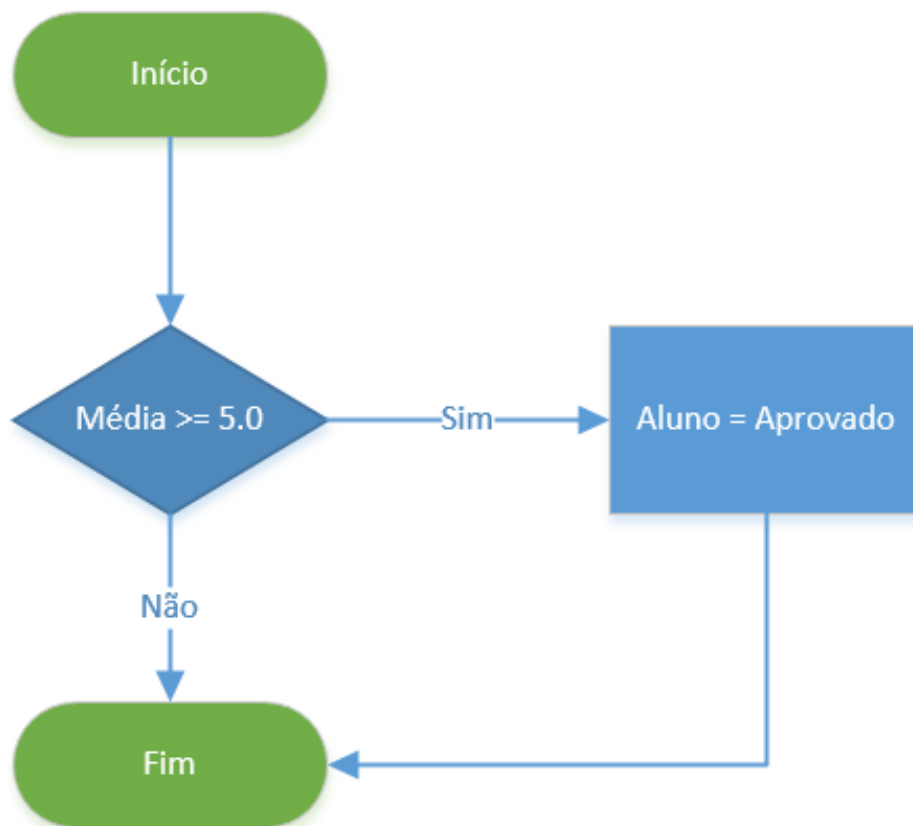 Início
Média >= 5.0
Sim
Aluno = Aprovado
Não
Fim